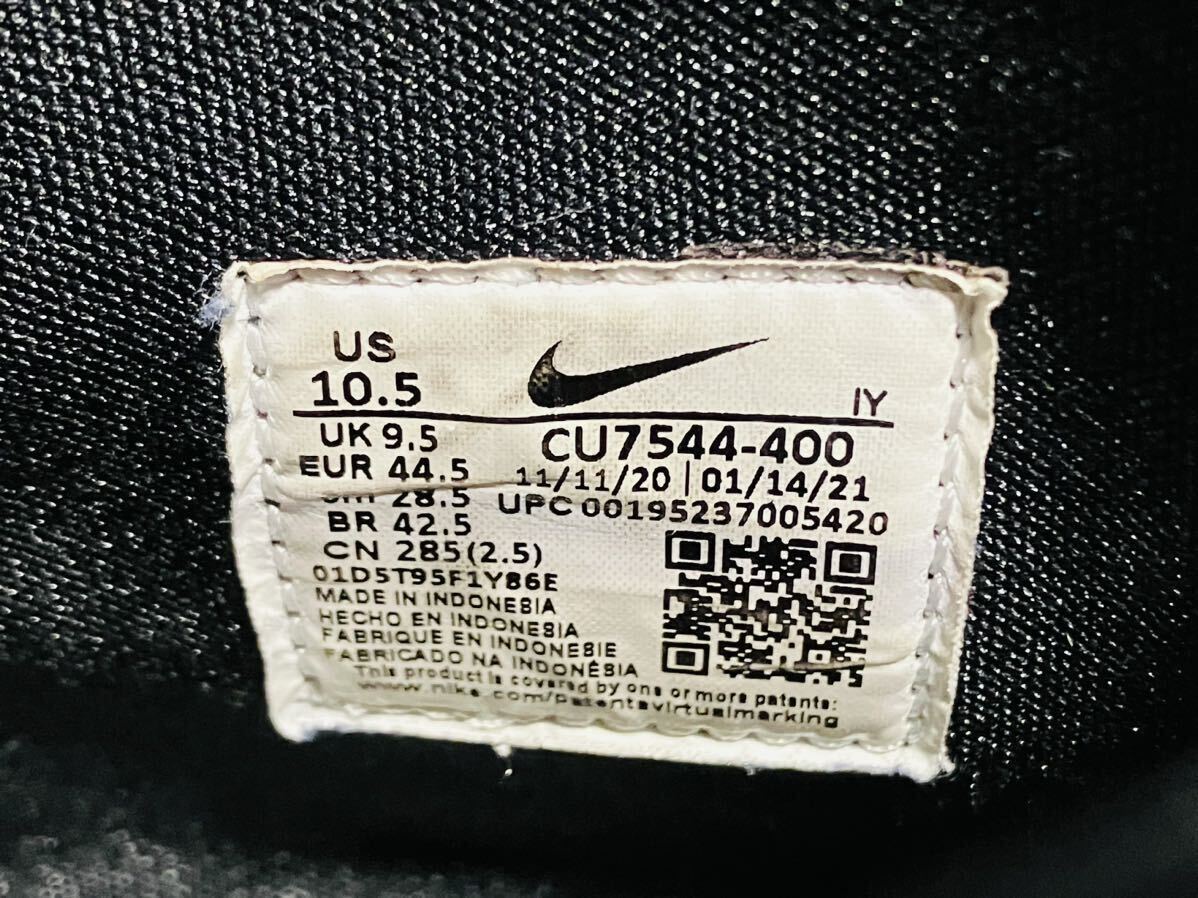 US
10.5
IY
UK 9.5
CU7544-400
EUR 44.5
11/11/20 | 01/14/21
28.5
UPC 00195237005420
BR 42.5
CN 285(2.5)
01D5T95F1Y86E
MADE IN INDONESIA
HECHO EN INDONESIA
FABRIQUE EN INDONESIE
FABRICADO NA INDONÉSIA
This product is covered by one or more patents:
www.nike.com/patentsvirtualmarking